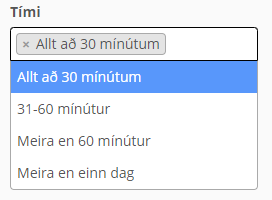 Tími
× Allt að 30 mínútum
Allt að 30 mínútum
31-60 mínútur
Meira en 60 mínútur
Meira en einn dag